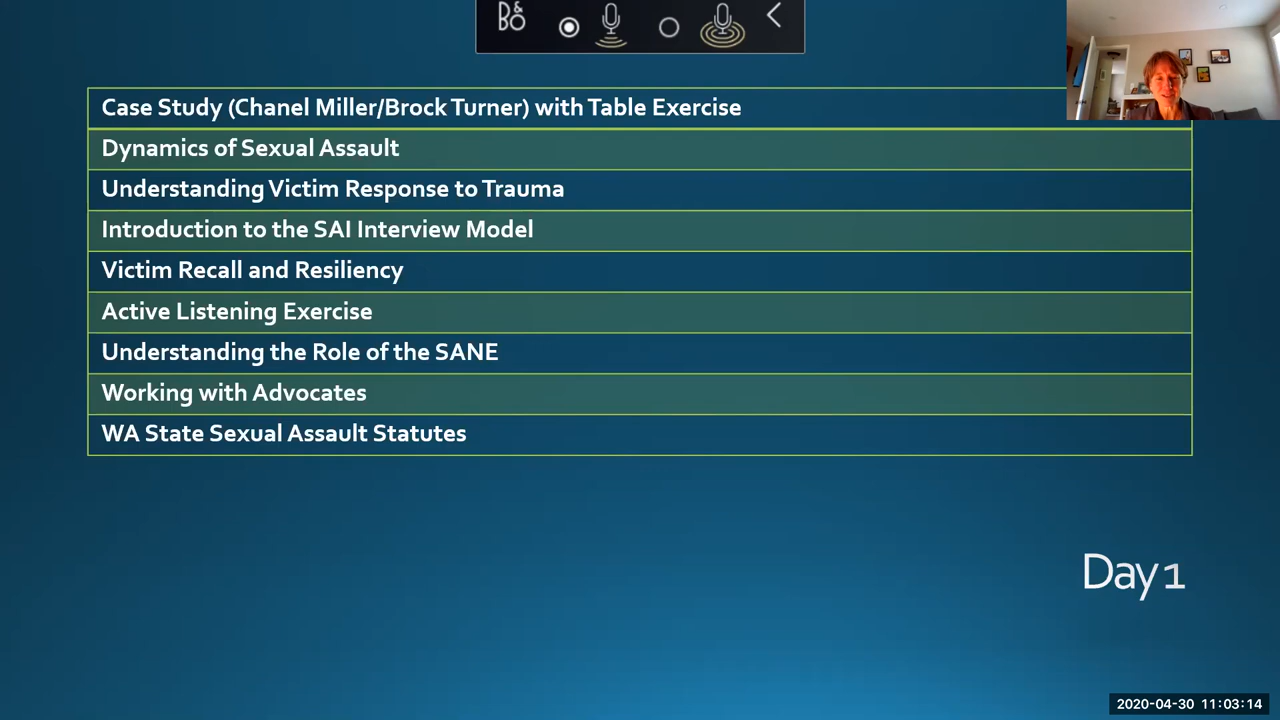 B&O
Case Study (Chanel Miller/Brock Turner) with Table Exercise
Dynamics of Sexual Assault
Understanding Victim Response to Trauma
Introduction to the SAI Interview Model
Victim Recall and Resiliency
Active Listening Exercise
Understanding the Role of the SANE
Working with Advocates
WA State Sexual Assault Statutes
Day 1
2020-04-30 11:03:14